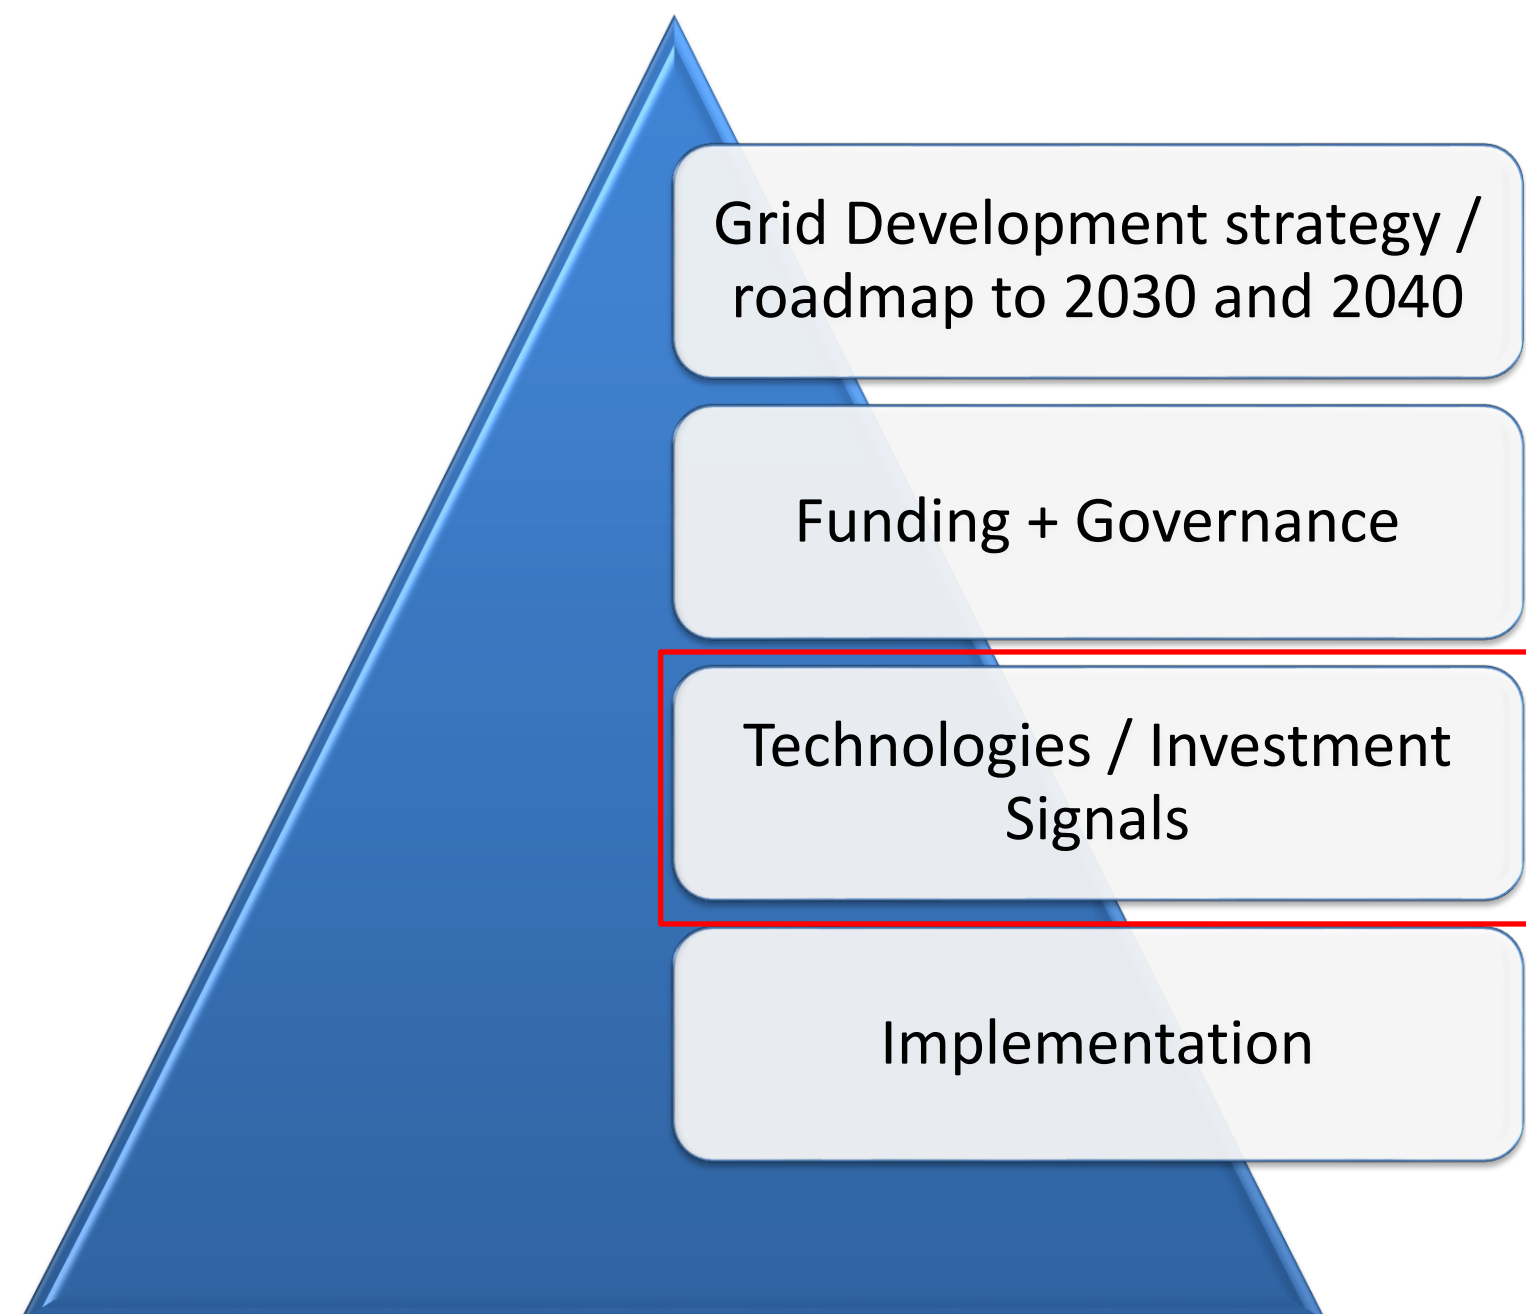 Grid Development strategy /
roadmap to 2030 and 2040
Funding + Governance
Technologies / Investment
Signals
Implementation